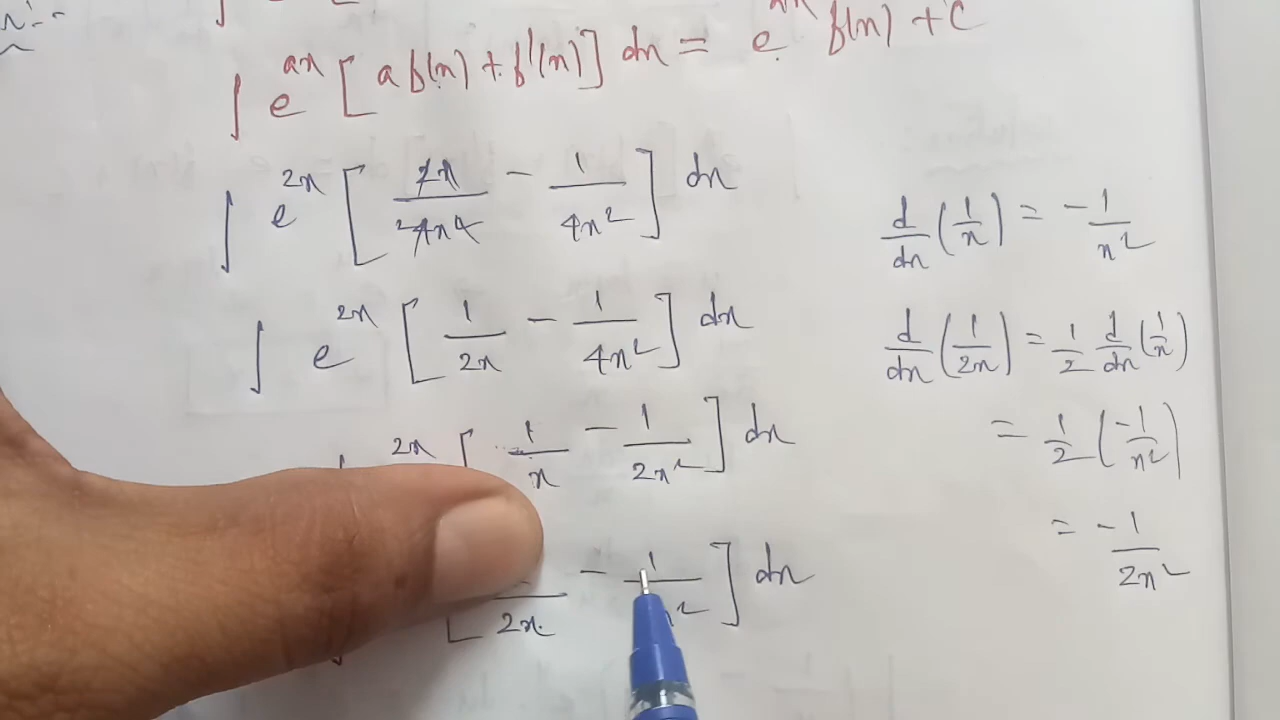 ∫ e^{ax} [a f(x) + f'(x)] dx = e^{ax} f(x) + C
∫ e^{2x} [2x/4x² - 1/4x²] dx
∫ e^{2x} [1/2x - 1/4x²] dx
2x [1/x - 1/2x²] dx
[/2x - 1/x²] dx
d/dx (1/x) = -1/x²
d/dx (1/2x) = 1/2 d/dx (1/x)
= 1/2 (-1/x²)
= -1/2x²